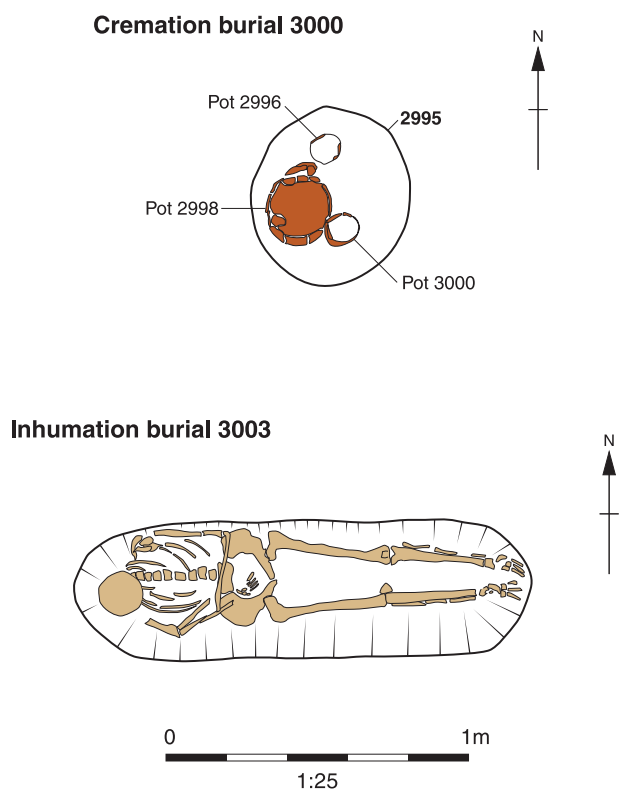 Cremation burial 3000
N
Pot 2996
2995
Pot 2998
Pot 3000
Inhumation burial 3003
N
0 1m
1:25